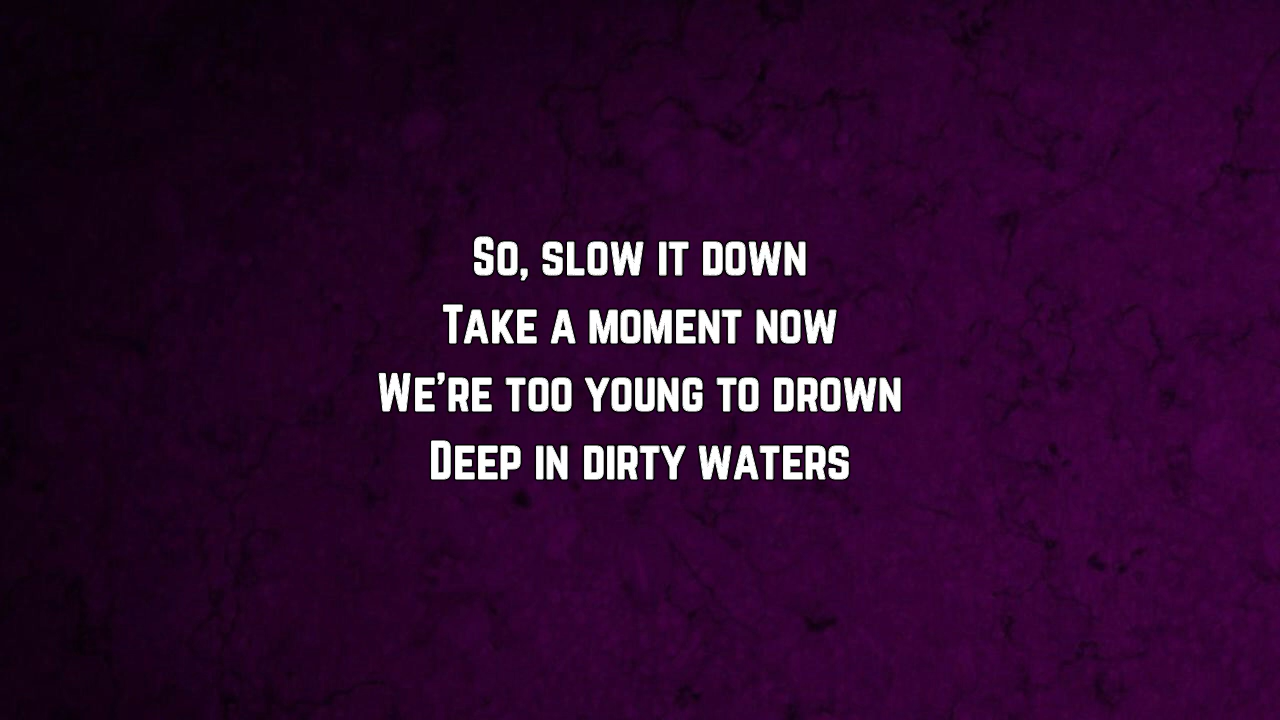 So, slow it down
Take a moment now
We're too young to drown
Deep in dirty waters